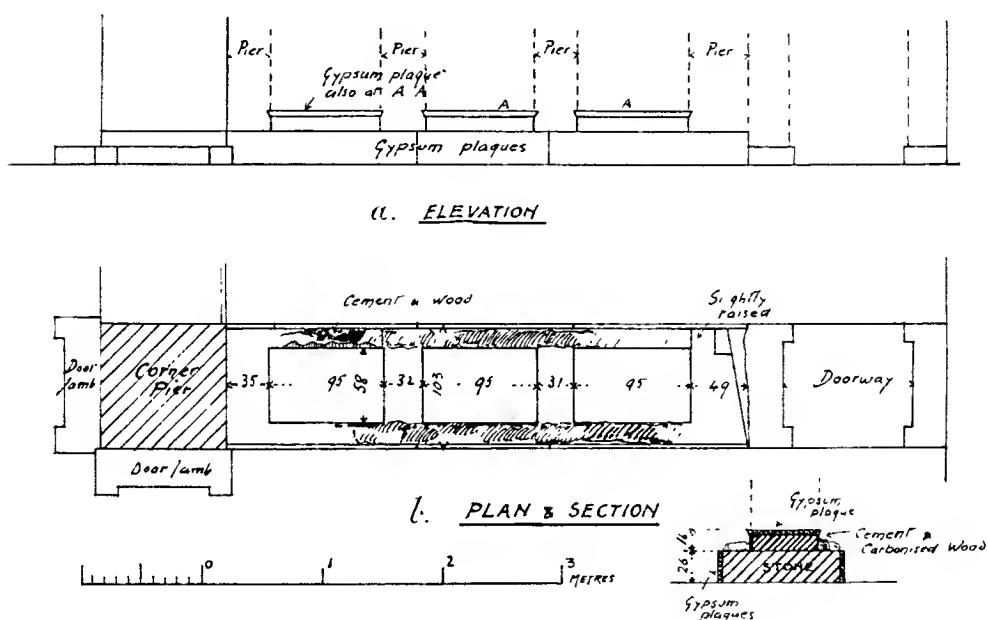 Pier Pier Pier Pier
Gypsum plaque
also at A A
A A
Gypsum plaques
a. ELEVATION
Cement & Wood
Slightly
raised
Door Jamb
Corner
Pier
35 95 58 32 103 95 31 95 49
Doorway
Door Jamb
b. PLAN & SECTION
Gypsum
plaque
Cement &
Carbonised Wood
16
26
STONE
Gypsum
plaques
0 1 2 3
METRES